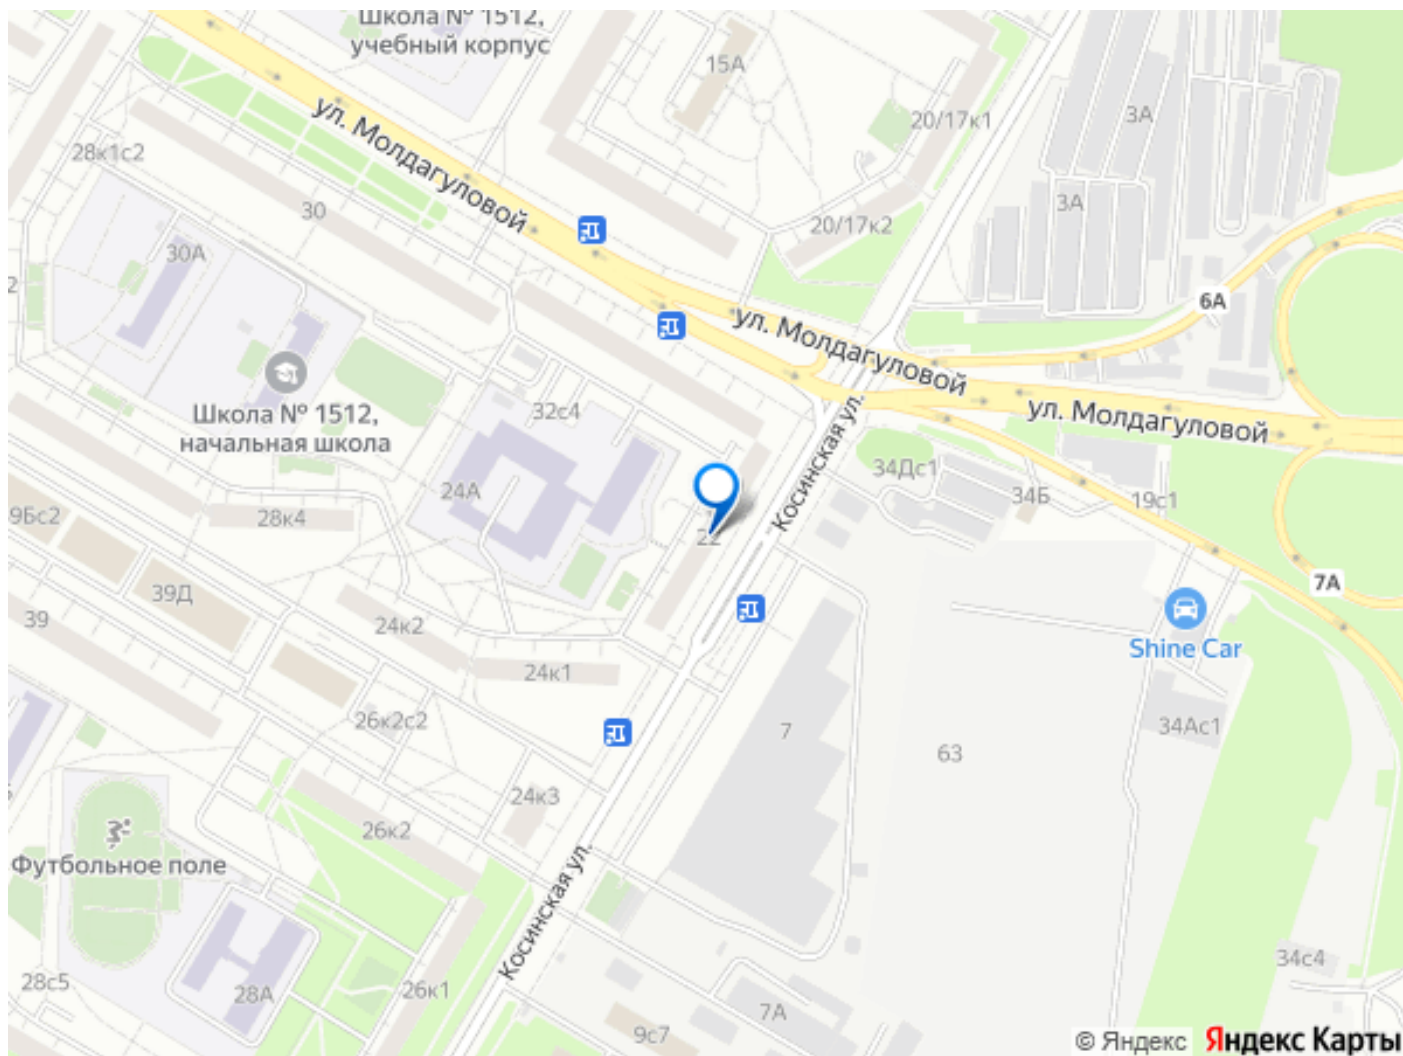 Школа № 1512,
учебный корпус
15А
3А
20/17к1
ул. Молдагуловой
28к1с2
30
3А
20/17к2
30А
2
6А
ул. Молдагуловой
ул. Молдагуловой
Школа № 1512,
начальная школа
32с4
Косинская ул.
34Дс1
24А
34Б
19с1
9Бс2
28к4
22
39Д
7А
39
24к2
Shine Car
24к1
26к2с2
34Ас1
7
63
24к3
26к2
Футбольное поле
Косинская ул.
34с4
28с5
28А
26к1
7А
9с7
© Яндекс Яндекс Карты